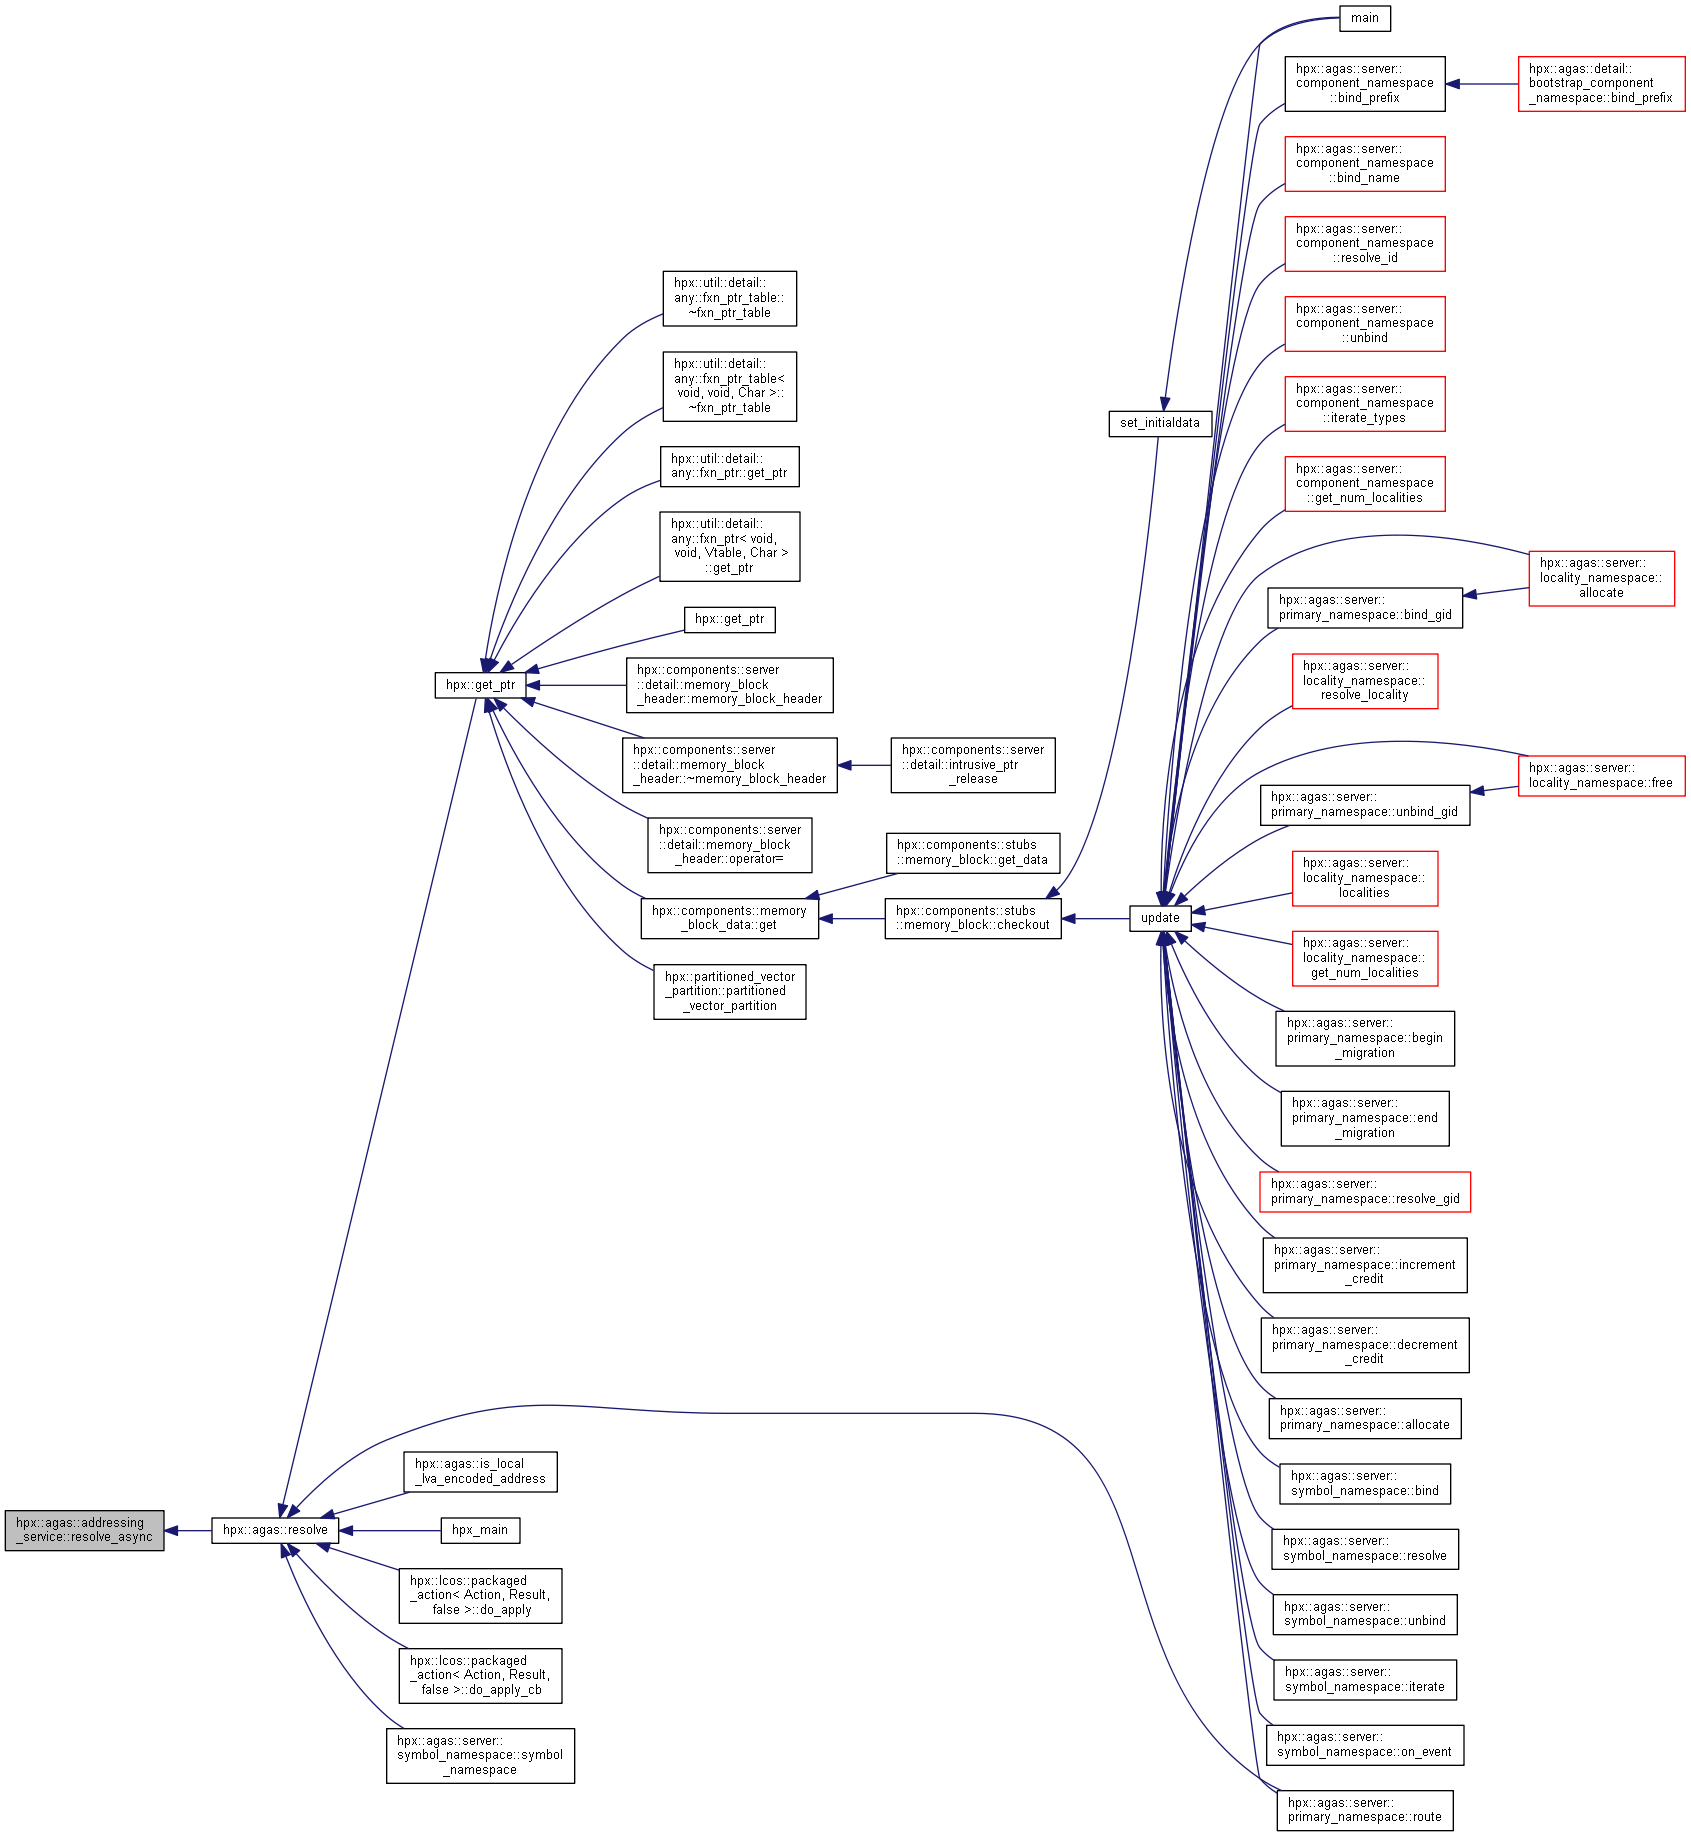 main
hpx::agas::server::
component_namespace
::bind_prefix
hpx::agas::detail::
bootstrap_component
_namespace::bind_prefix
hpx::agas::server::
component_namespace
::bind_name
hpx::agas::server::
component_namespace
::resolve_id
hpx::agas::server::
component_namespace
::unbind
hpx::agas::server::
component_namespace
::iterate_types
hpx::agas::server::
component_namespace
::get_num_localities
hpx::agas::server::
locality_namespace::
allocate
hpx::agas::server::
primary_namespace::bind_gid
hpx::agas::server::
locality_namespace::
resolve_locality
hpx::agas::server::
locality_namespace::free
hpx::agas::server::
primary_namespace::unbind_gid
hpx::agas::server::
locality_namespace::
localities
hpx::agas::server::
locality_namespace::
get_num_localities
hpx::agas::server::
primary_namespace::begin
_migration
hpx::agas::server::
primary_namespace::end
_migration
hpx::agas::server::
primary_namespace::resolve_gid
hpx::agas::server::
primary_namespace::increment
_credit
hpx::agas::server::
primary_namespace::decrement
_credit
hpx::agas::server::
primary_namespace::allocate
hpx::agas::server::
symbol_namespace::bind
hpx::agas::server::
symbol_namespace::resolve
hpx::agas::server::
symbol_namespace::unbind
hpx::agas::server::
symbol_namespace::iterate
hpx::agas::server::
symbol_namespace::on_event
hpx::agas::server::
primary_namespace::route
set_initialdata
update
hpx::util::detail::
any::fxn_ptr_table::
~fxn_ptr_table
hpx::util::detail::
any::fxn_ptr_table<
void, void, Char >::
~fxn_ptr_table
hpx::util::detail::
any::fxn_ptr::get_ptr
hpx::util::detail::
any::fxn_ptr< void,
void, Vtable, Char >
::get_ptr
hpx::get_ptr
hpx::components::server
::detail::memory_block
_header::memory_block_header
hpx::components::server
::detail::memory_block
_header::~memory_block_header
hpx::components::server
::detail::intrusive_ptr
_release
hpx::components::server
::detail::memory_block
_header::operator=
hpx::components::stubs
::memory_block::get_data
hpx::components::memory
_block_data::get
hpx::components::stubs
::memory_block::checkout
hpx::partitioned_vector
_partition::partitioned
_vector_partition
hpx::get_ptr
hpx::agas::is_local
_lva_encoded_address
hpx::agas::addressing
_service::resolve_async
hpx::agas::resolve
hpx_main
hpx::lcos::packaged
_action< Action, Result,
false >::do_apply
hpx::lcos::packaged
_action< Action, Result,
false >::do_apply_cb
hpx::agas::server::
symbol_namespace::symbol
_namespace